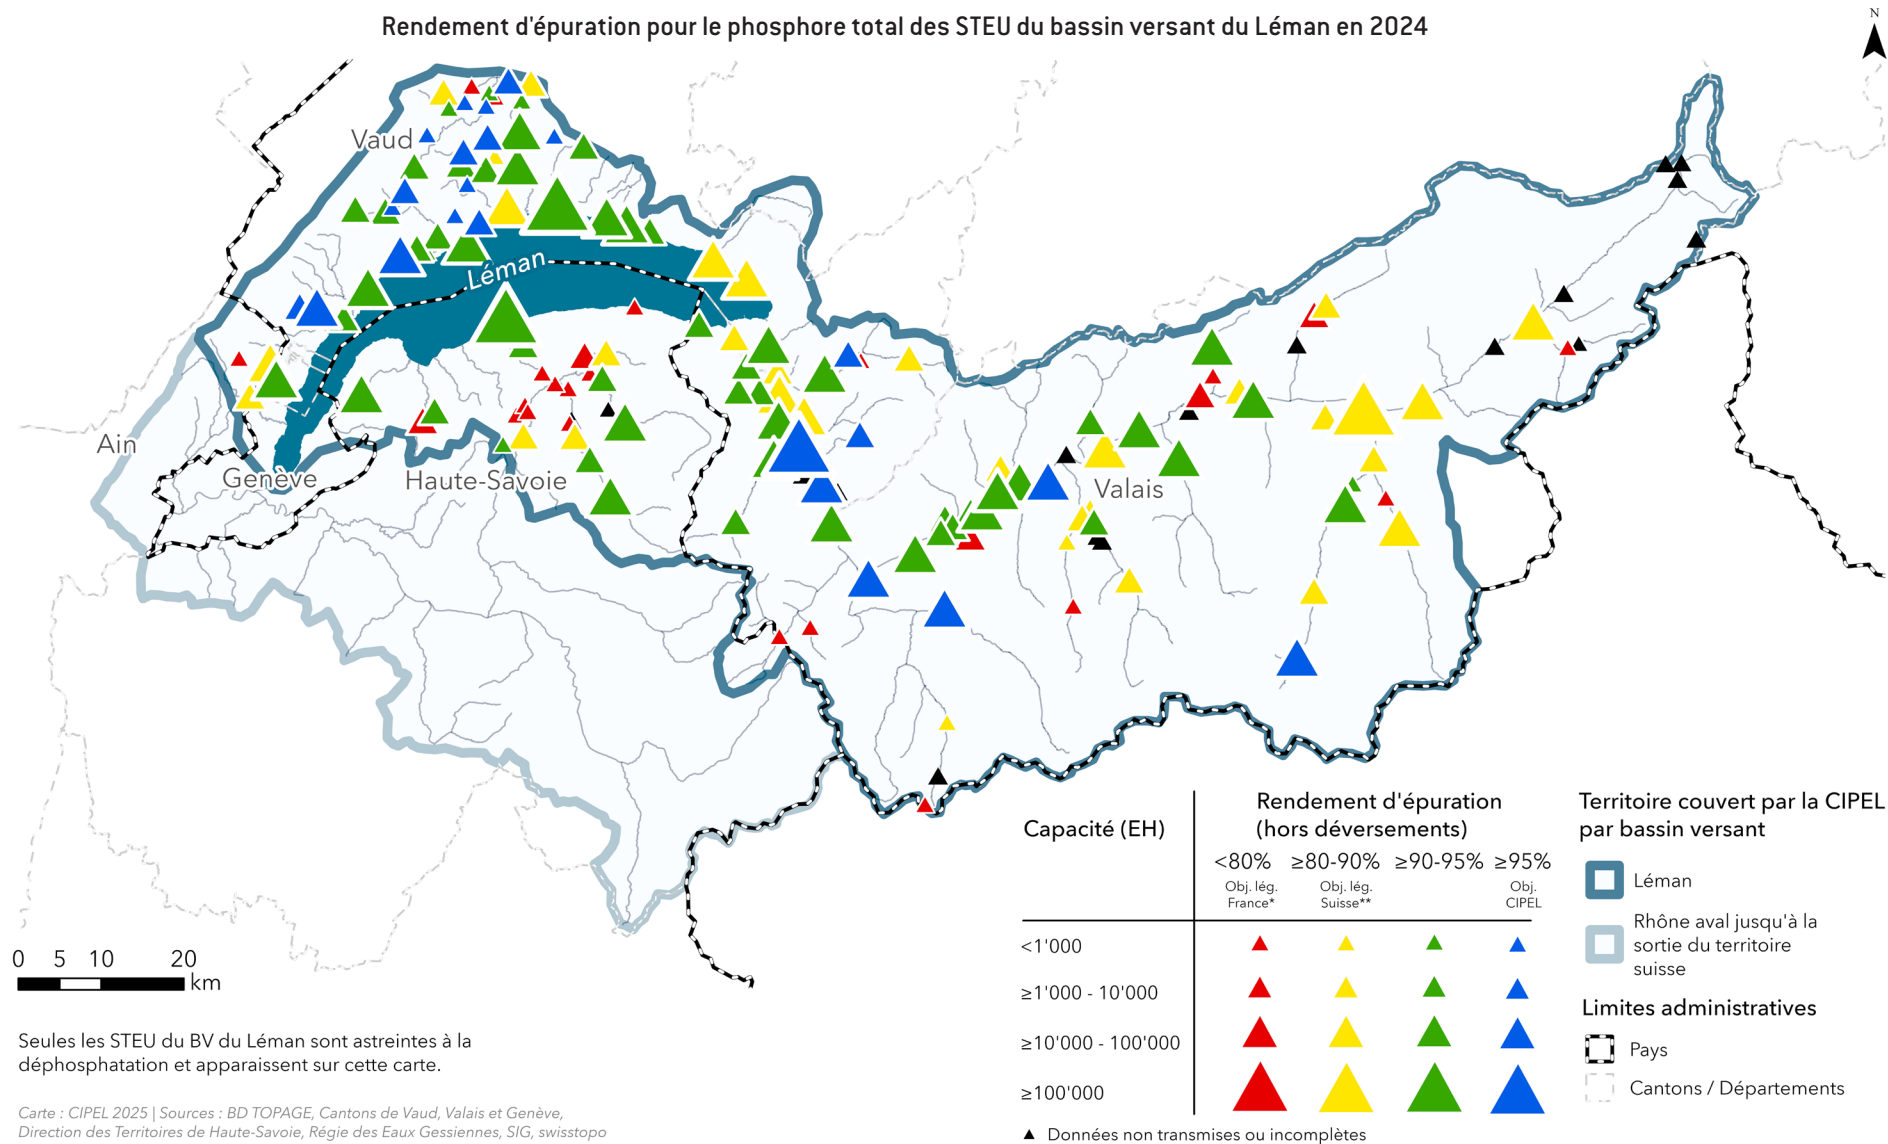 Rendement d'épuration pour le phosphore total des STEU du bassin versant du Léman en 2024
N
Vaud
Léman
Ain
Genève
Haute-Savoie
Valais
0 5 10 20
km
Seules les STEU du BV du Léman sont astreintes à la
déphosphatation et apparaissent sur cette carte.
Carte : CIPEL 2025 | Sources : BD TOPAGE, Cantons de Vaud, Valais et Genève,
Direction des Territoires de Haute-Savoie, Régie des Eaux Gessiennes, SIG, swisstopo
Capacité (EH)
Rendement d'épuration
(hors déversements)
<80% ≥80-90% ≥90-95% ≥95%
Obj. lég. Obj. lég. Obj.
France* Suisse** CIPEL
<1'000
≥1'000 - 10'000
≥10'000 - 100'000
≥100'000
Données non transmises ou incomplètes
Territoire couvert par la CIPEL
par bassin versant
Léman
Rhône aval jusqu'à la
sortie du territoire
suisse
Limites administratives
Pays
Cantons / Départements